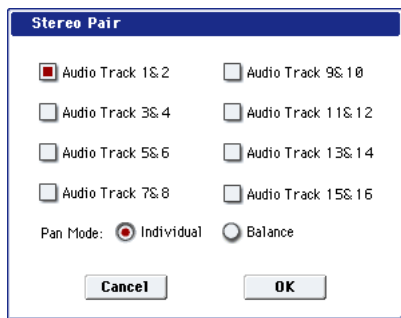 Stereo Pair
Audio Track 1&2 Audio Track 9&10
Audio Track 3&4 Audio Track 11&12
Audio Track 5&6 Audio Track 13&14
Audio Track 7&8 Audio Track 15&16
Pan Mode: Individual Balance
Cancel OK